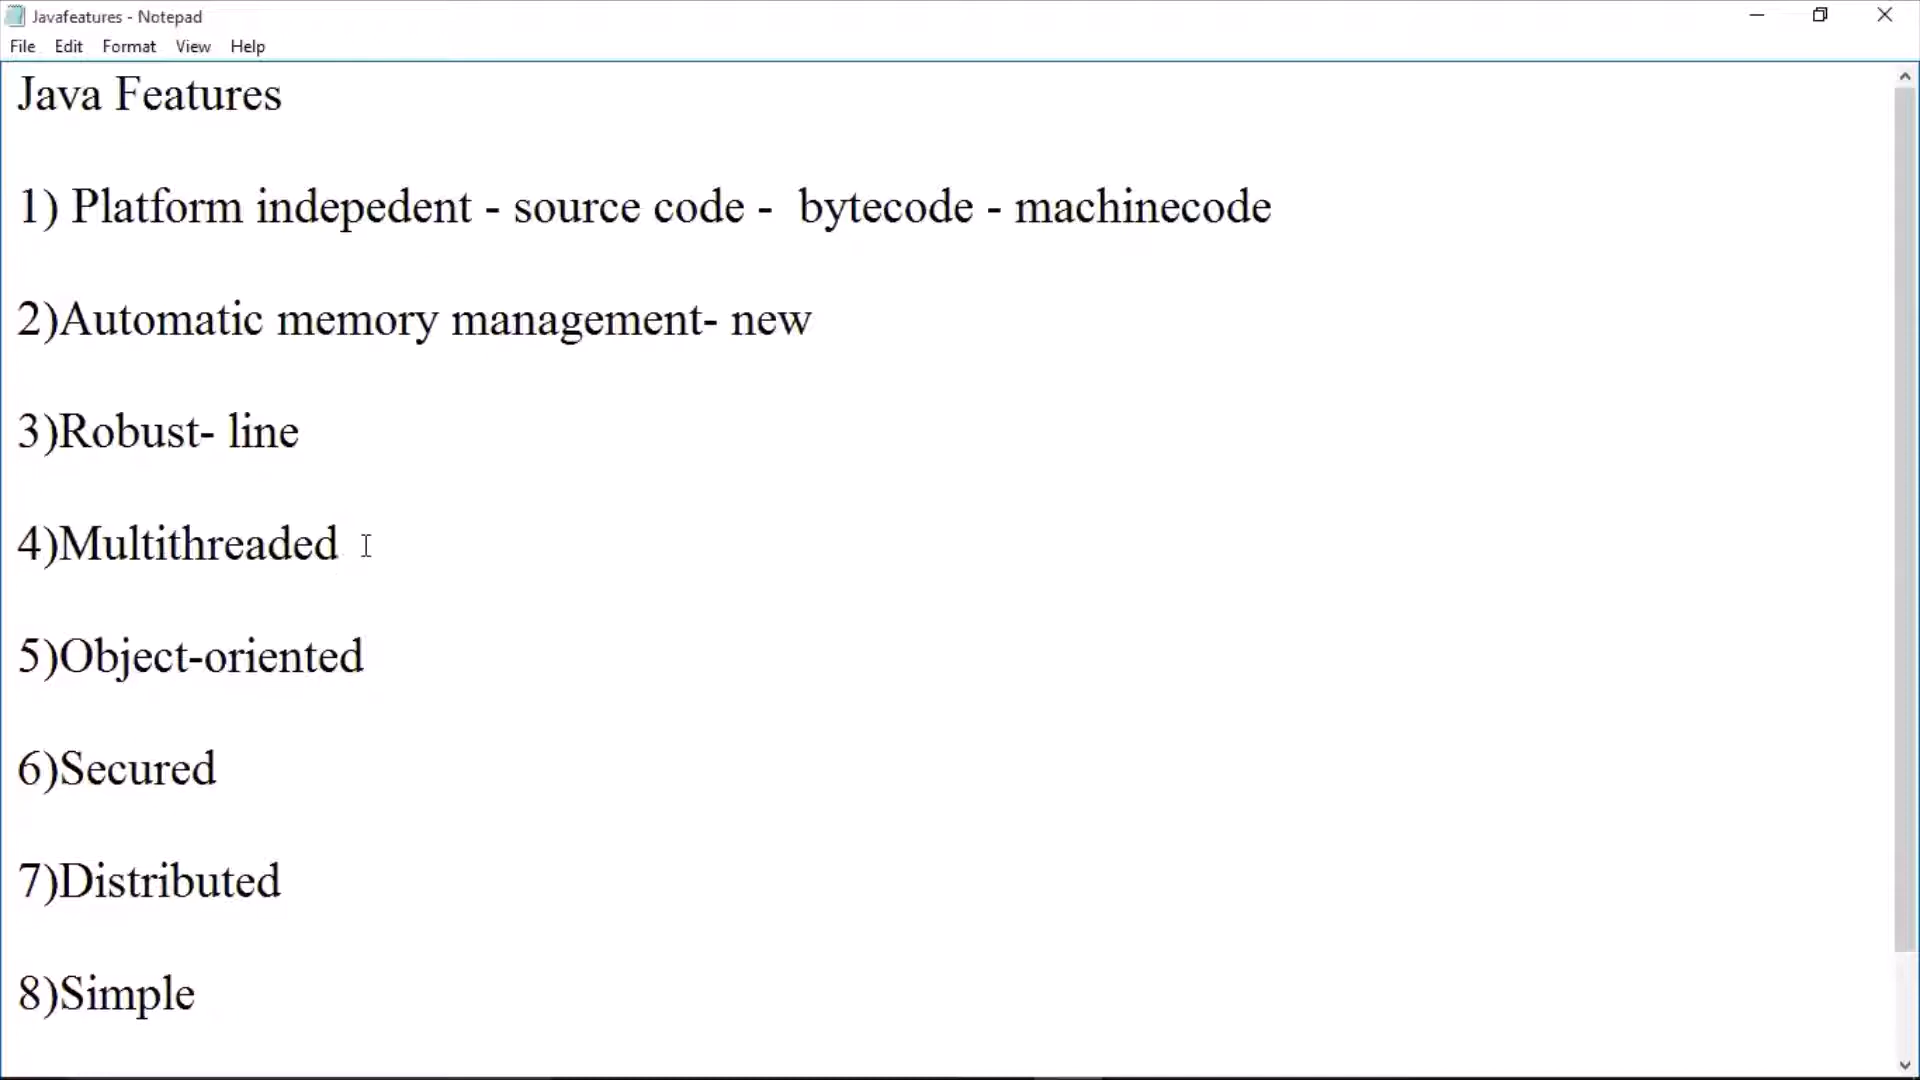 Javafeatures - Notepad
File Edit Format View Help
Java Features
1) Platform indepedent - source code -  bytecode - machinecode
2)Automatic memory management- new
3)Robust- line
4)Multithreaded
5)Object-oriented
6)Secured
7)Distributed
8)Simple